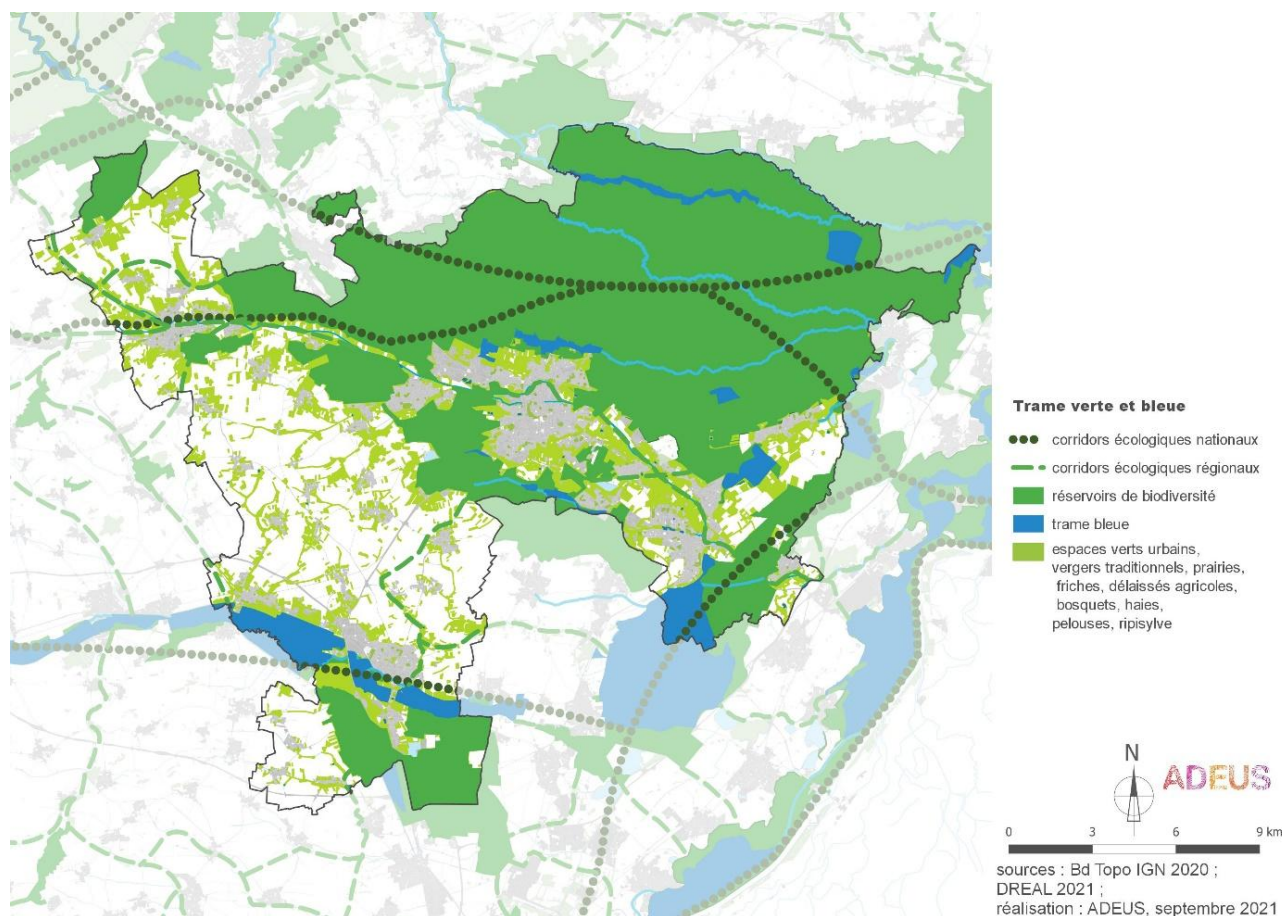 Trame verte et bleue
corridors écologiques nationaux
corridors écologiques régionaux
réservoirs de biodiversité
trame bleue
espaces verts urbains,
vergers traditionnels, prairies,
friches, délaissés agricoles,
bosquets, haies,
pelouses, ripisylve
N
ADEUS
0 3 6 9 km
sources : Bd Topo IGN 2020 ;
DREAL 2021 ;
réalisation : ADEUS, septembre 2021